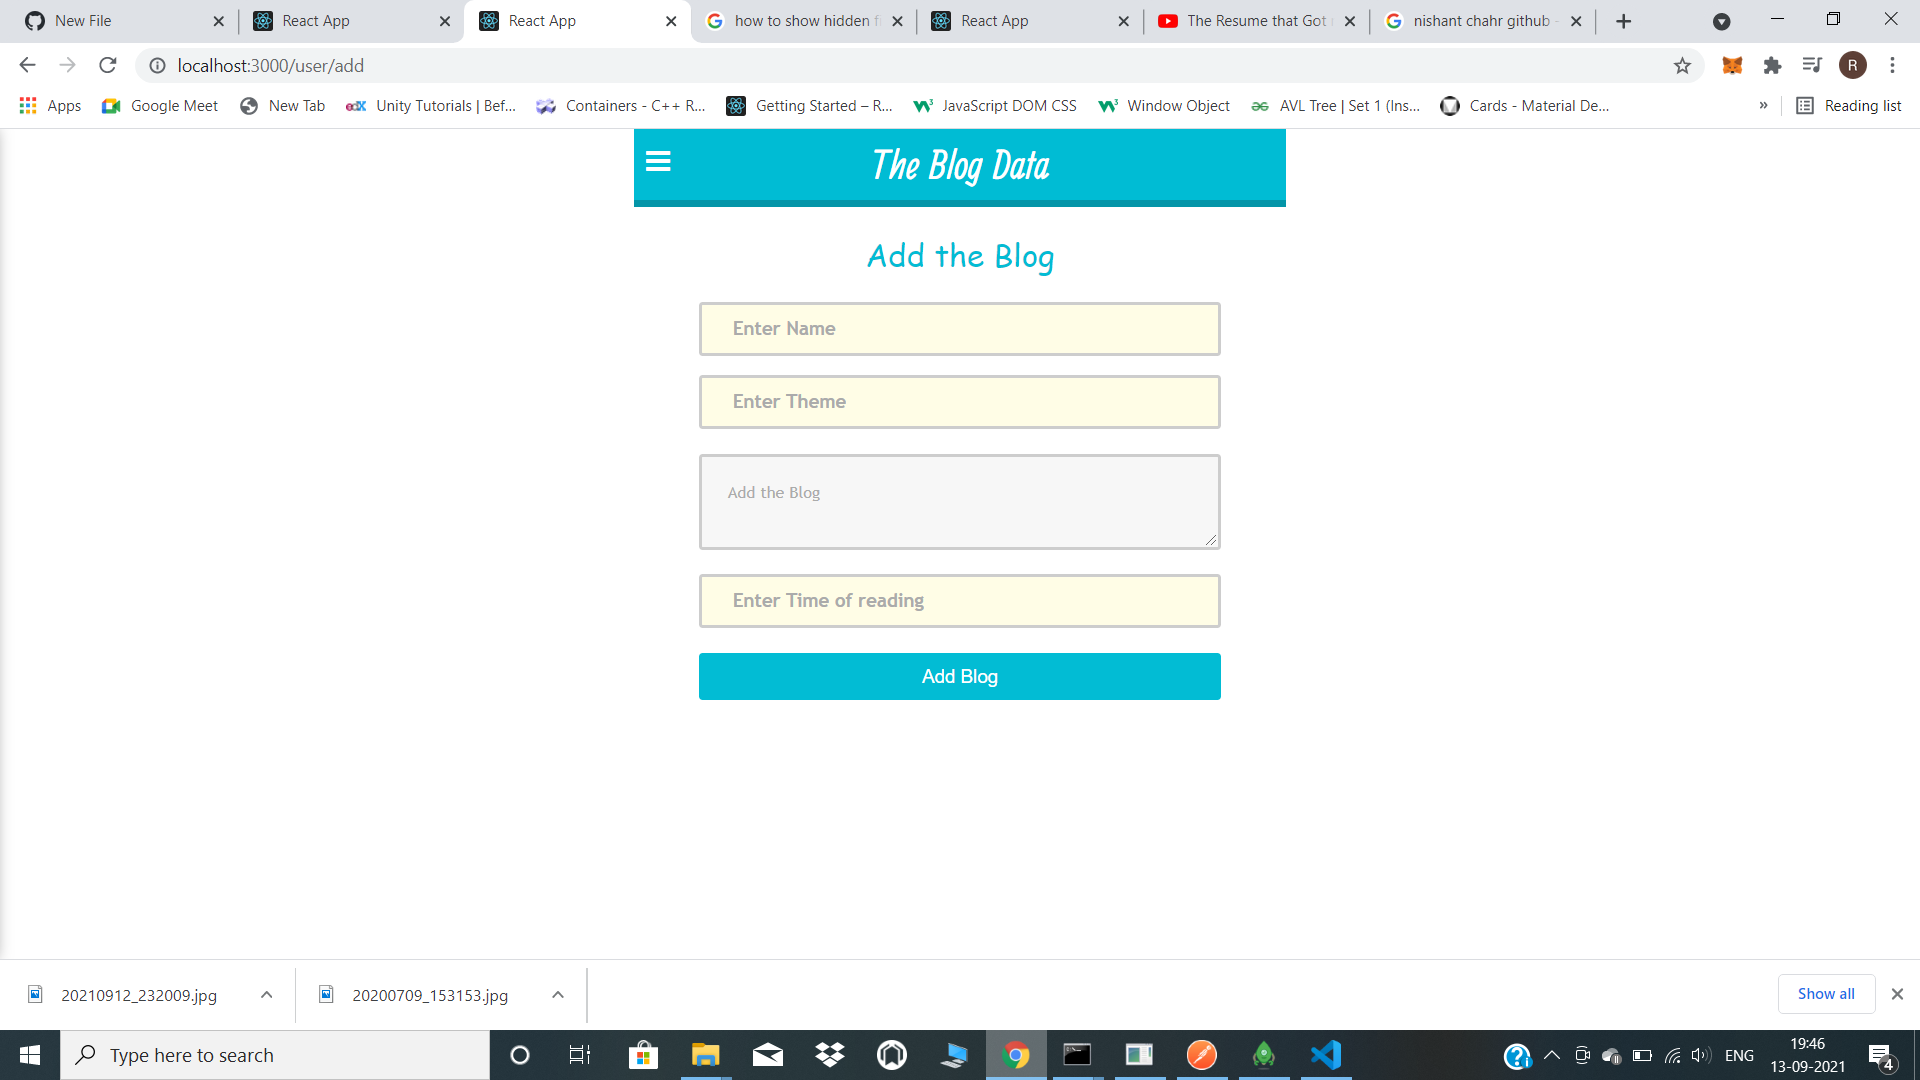 New File
React App
React App
how to show hidden fi
React App
The Resume that Got
nishant chahr github -
localhost:3000/user/add
R
Apps
Google Meet
New Tab
Unity Tutorials | Bef...
Containers - C++ R...
Getting Started – R...
JavaScript DOM CSS
Window Object
AVL Tree | Set 1 (Ins...
Cards - Material De...
»
Reading list
The Blog Data
Add the Blog
Enter Name
Enter Theme
Add the Blog
Enter Time of reading
Add Blog
20210912_232009.jpg
20200709_153153.jpg
Show all
Type here to search
ENG
19:46
13-09-2021
4